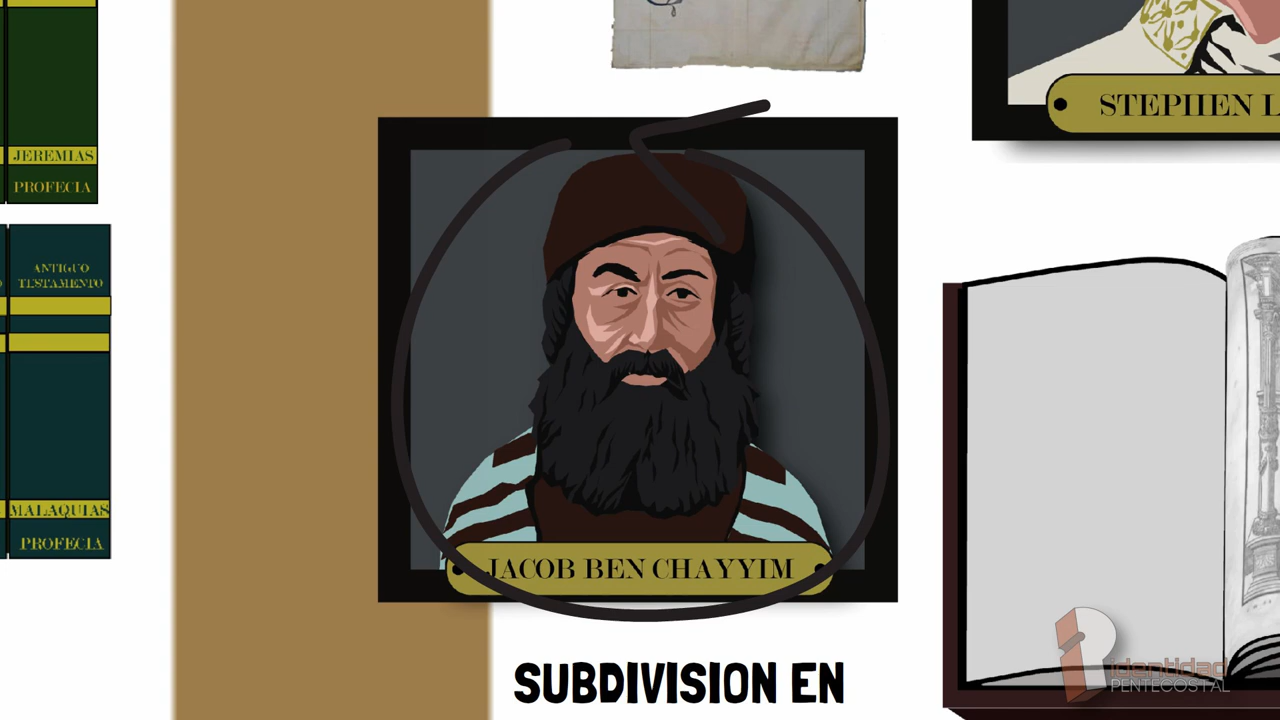 JEREMIAS
PROFECIA
ANTIGUO
TESTAMENTO
MALAQUIAS
PROFECIA
STEPHEN L
JACOB BEN CHAYYIM
SUBDIVISION EN
identidad
PENTECOSTAL